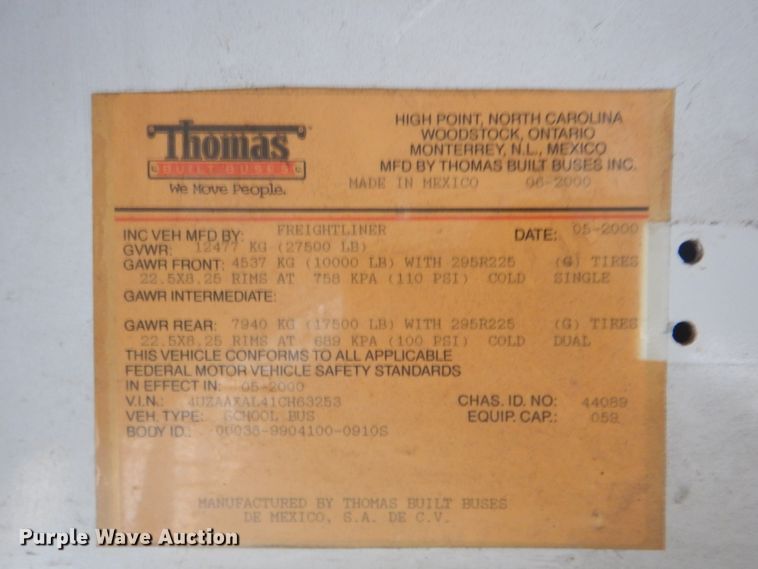 Thomas
BUILT BUSES
We Move People.
HIGH POINT, NORTH CAROLINA
WOODSTOCK, ONTARIO
MONTERREY, N.L., MEXICO
MFD BY THOMAS BUILT BUSES INC.
MADE IN MEXICO 06-2000
INC VEH MFD BY: FREIGHTLINER DATE: 05-2000
GVWR: 12477 KG (27500 LB)
GAWR FRONT: 4537 KG (10000 LB) WITH 295R225 (G) TIRES
22.5X8.25 RIMS AT 758 KPA (110 PSI) COLD SINGLE
GAWR INTERMEDIATE:
GAWR REAR: 7940 KG (17500 LB) WITH 295R225 (G) TIRES
22.5X8.25 RIMS AT 689 KPA (100 PSI) COLD DUAL
THIS VEHICLE CONFORMS TO ALL APPLICABLE
FEDERAL MOTOR VEHICLE SAFETY STANDARDS
IN EFFECT IN: 05-2000
V.I.N.: 4UZAAXAL41CH63253 CHAS. ID. NO: 44089
VEH. TYPE: SCHOOL BUS EQUIP. CAP.: 059
BODY ID.: 00038-9904100-0910S
MANUFACTURED BY THOMAS BUILT BUSES
DE MEXICO, S.A. DE C.V.
Purple Wave Auction